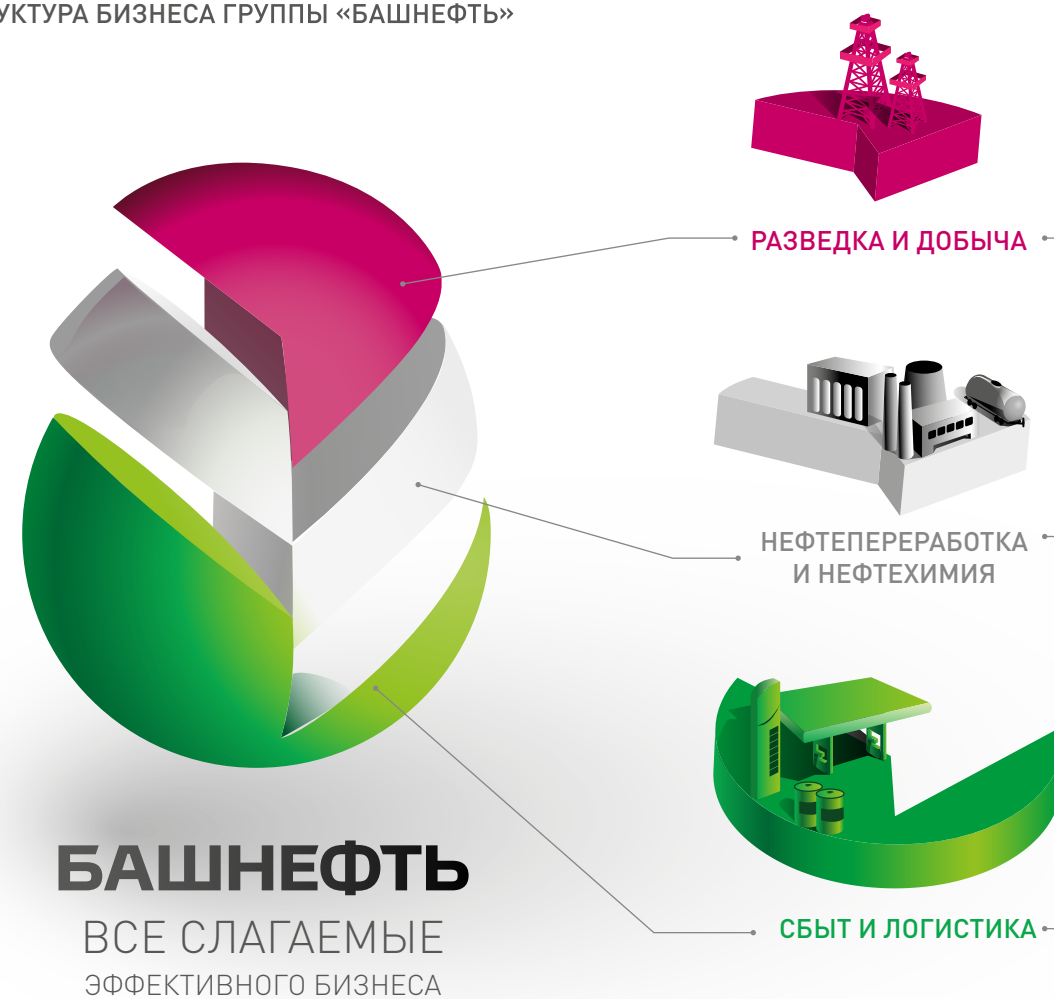 УКТУРА БИЗНЕСА ГРУППЫ «БАШНЕФТЬ»
РАЗВЕДКА И ДОБЫЧА
НЕФТЕПЕРЕРАБОТКА
И НЕФТЕХИМИЯ
СБЫТ И ЛОГИСТИКА
БАШНЕФТЬ
ВСЕ СЛАГАЕМЫЕ
ЭФФЕКТИВНОГО БИЗНЕСА